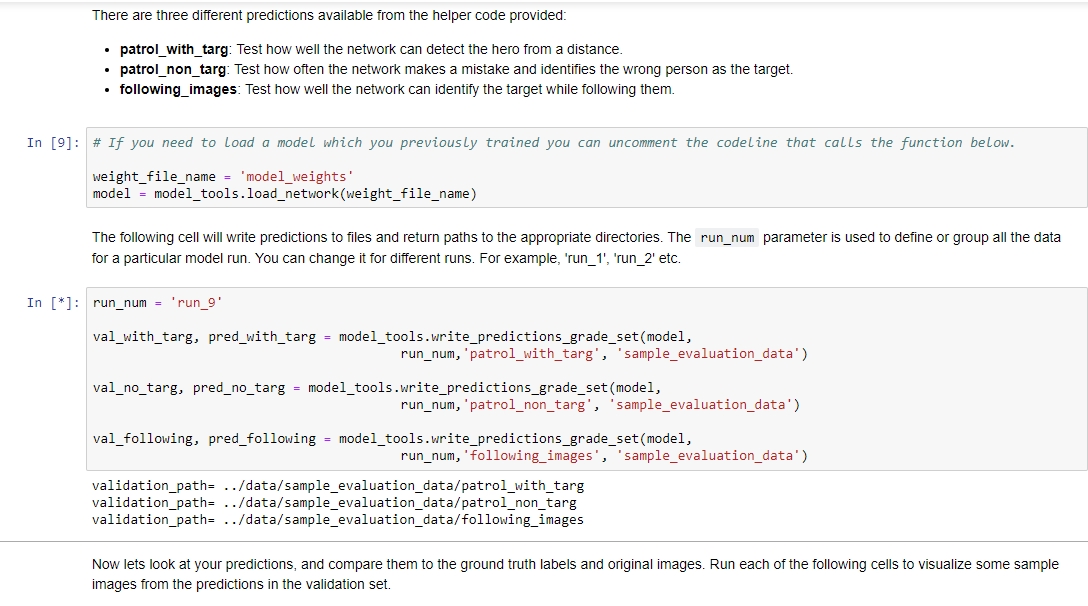 There are three different predictions available from the helper code provided:
• patrol_with_targ: Test how well the network can detect the hero from a distance.
• patrol_non_targ: Test how often the network makes a mistake and identifies the wrong person as the target.
• following_images: Test how well the network can identify the target while following them.
In [9]: # If you need to load a model which you previously trained you can uncomment the codeline that calls the function below.
weight_file_name = 'model_weights'
model = model_tools.load_network(weight_file_name)
The following cell will write predictions to files and return paths to the appropriate directories. The run_num parameter is used to define or group all the data
for a particular model run. You can change it for different runs. For example, 'run_1', 'run_2' etc.
In [*]: run_num = 'run_9'
val_with_targ, pred_with_targ = model_tools.write_predictions_grade_set(model,
run_num,'patrol_with_targ', 'sample_evaluation_data')
val_no_targ, pred_no_targ = model_tools.write_predictions_grade_set(model,
run_num,'patrol_non_targ', 'sample_evaluation_data')
val_following, pred_following = model_tools.write_predictions_grade_set(model,
run_num,'following_images', 'sample_evaluation_data')
validation_path= ../data/sample_evaluation_data/patrol_with_targ
validation_path= ../data/sample_evaluation_data/patrol_non_targ
validation_path= ../data/sample_evaluation_data/following_images
Now lets look at your predictions, and compare them to the ground truth labels and original images. Run each of the following cells to visualize some sample
images from the predictions in the validation set.